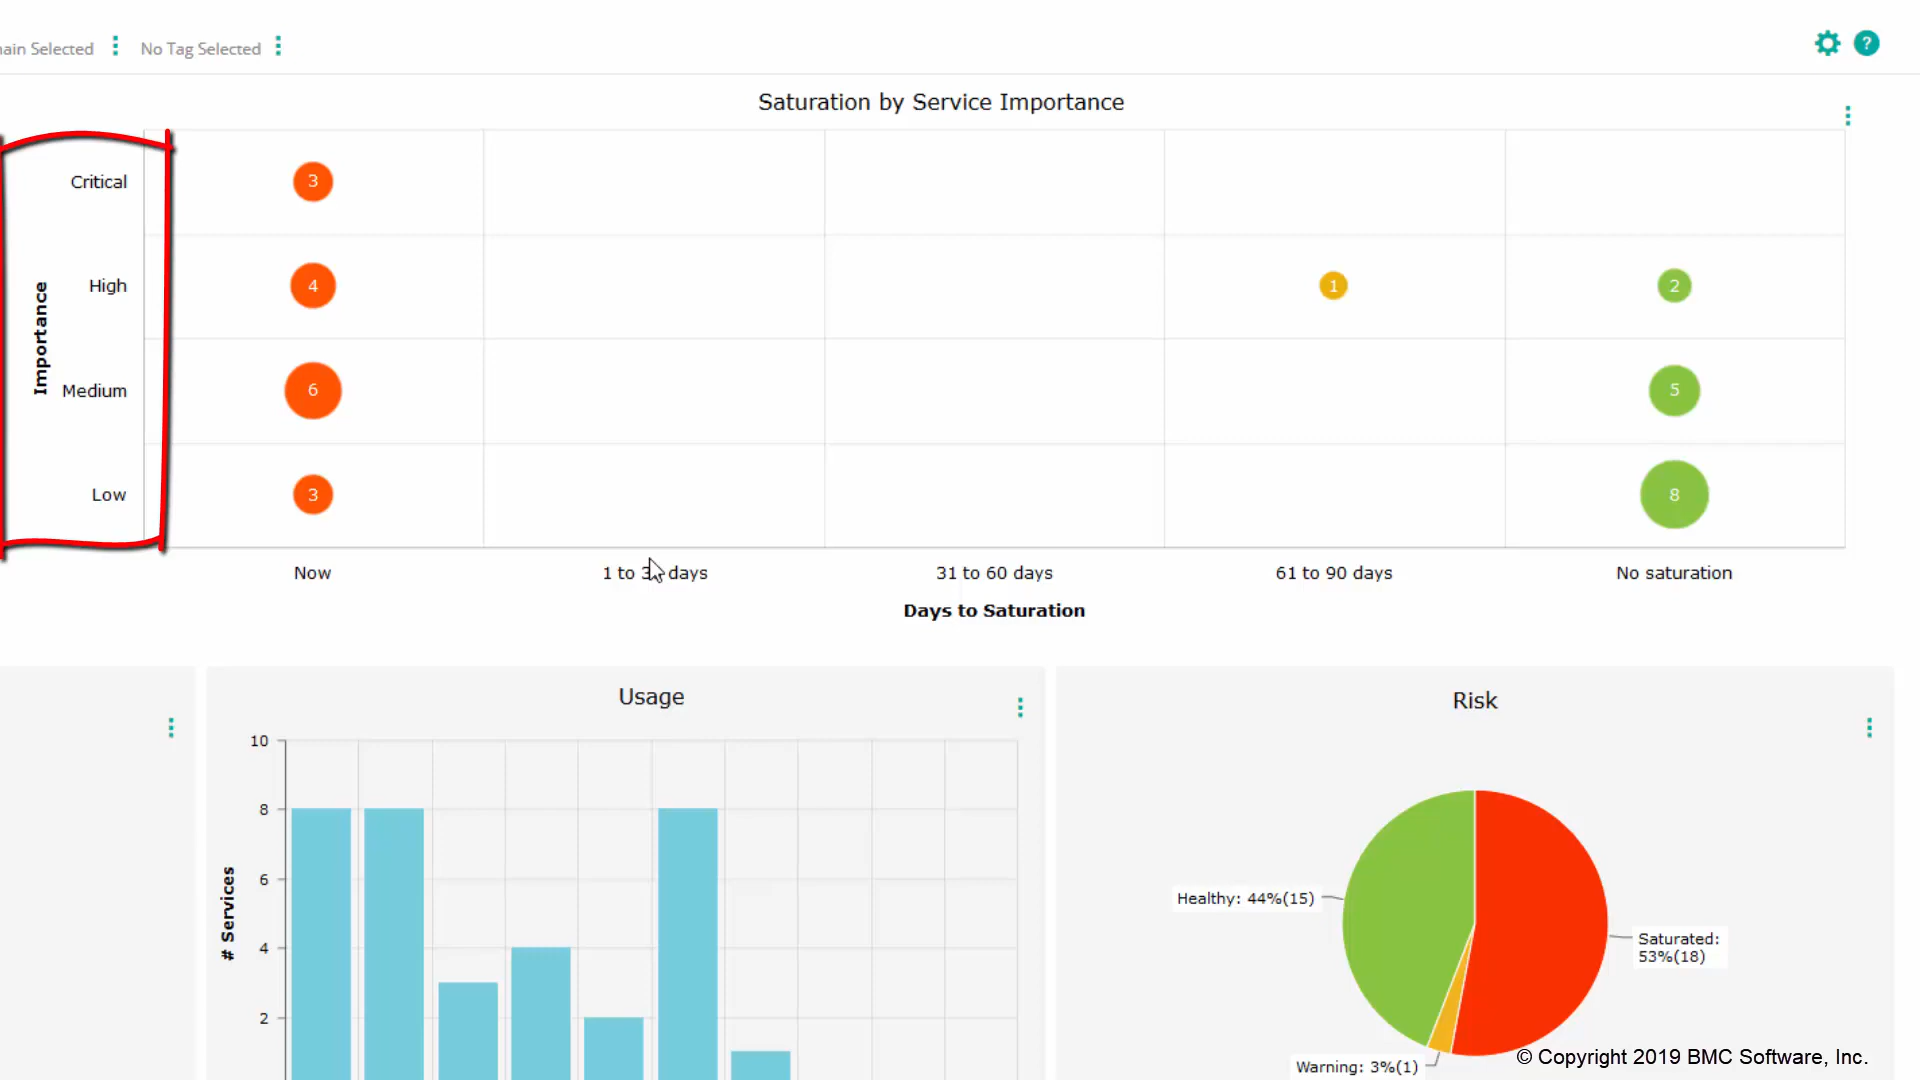 ain Selected
No Tag Selected
?
Saturation by Service Importance
Importance
Critical
3
High
4
1
2
Medium
6
5
Low
3
8
Now
1 to 3 days
31 to 60 days
61 to 90 days
No saturation
Days to Saturation
Usage
# Services
10
8
6
4
2
Risk
Healthy: 44%(15)
Saturated:
53%(18)
Warning: 3%(1)
© Copyright 2019 BMC Software, Inc.